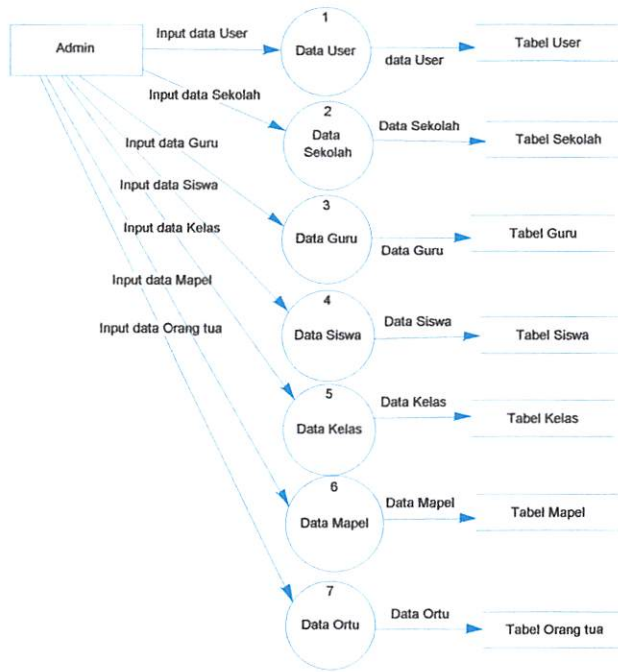 Admin
Input data User
1
Data User
data User
Tabel User
Input data Sekolah
2
Data
Sekolah
Data Sekolah
Tabel Sekolah
Input data Guru
3
Data Guru
Data Guru
Tabel Guru
Input data Siswa
4
Data Siswa
Data Siswa
Tabel Siswa
Input data Kelas
5
Data Kelas
Data Kelas
Tabel Kelas
Input data Mapel
6
Data Mapel
Data Mapel
Tabel Mapel
Input data Orang tua
7
Data Ortu
Data Ortu
Tabel Orang tua